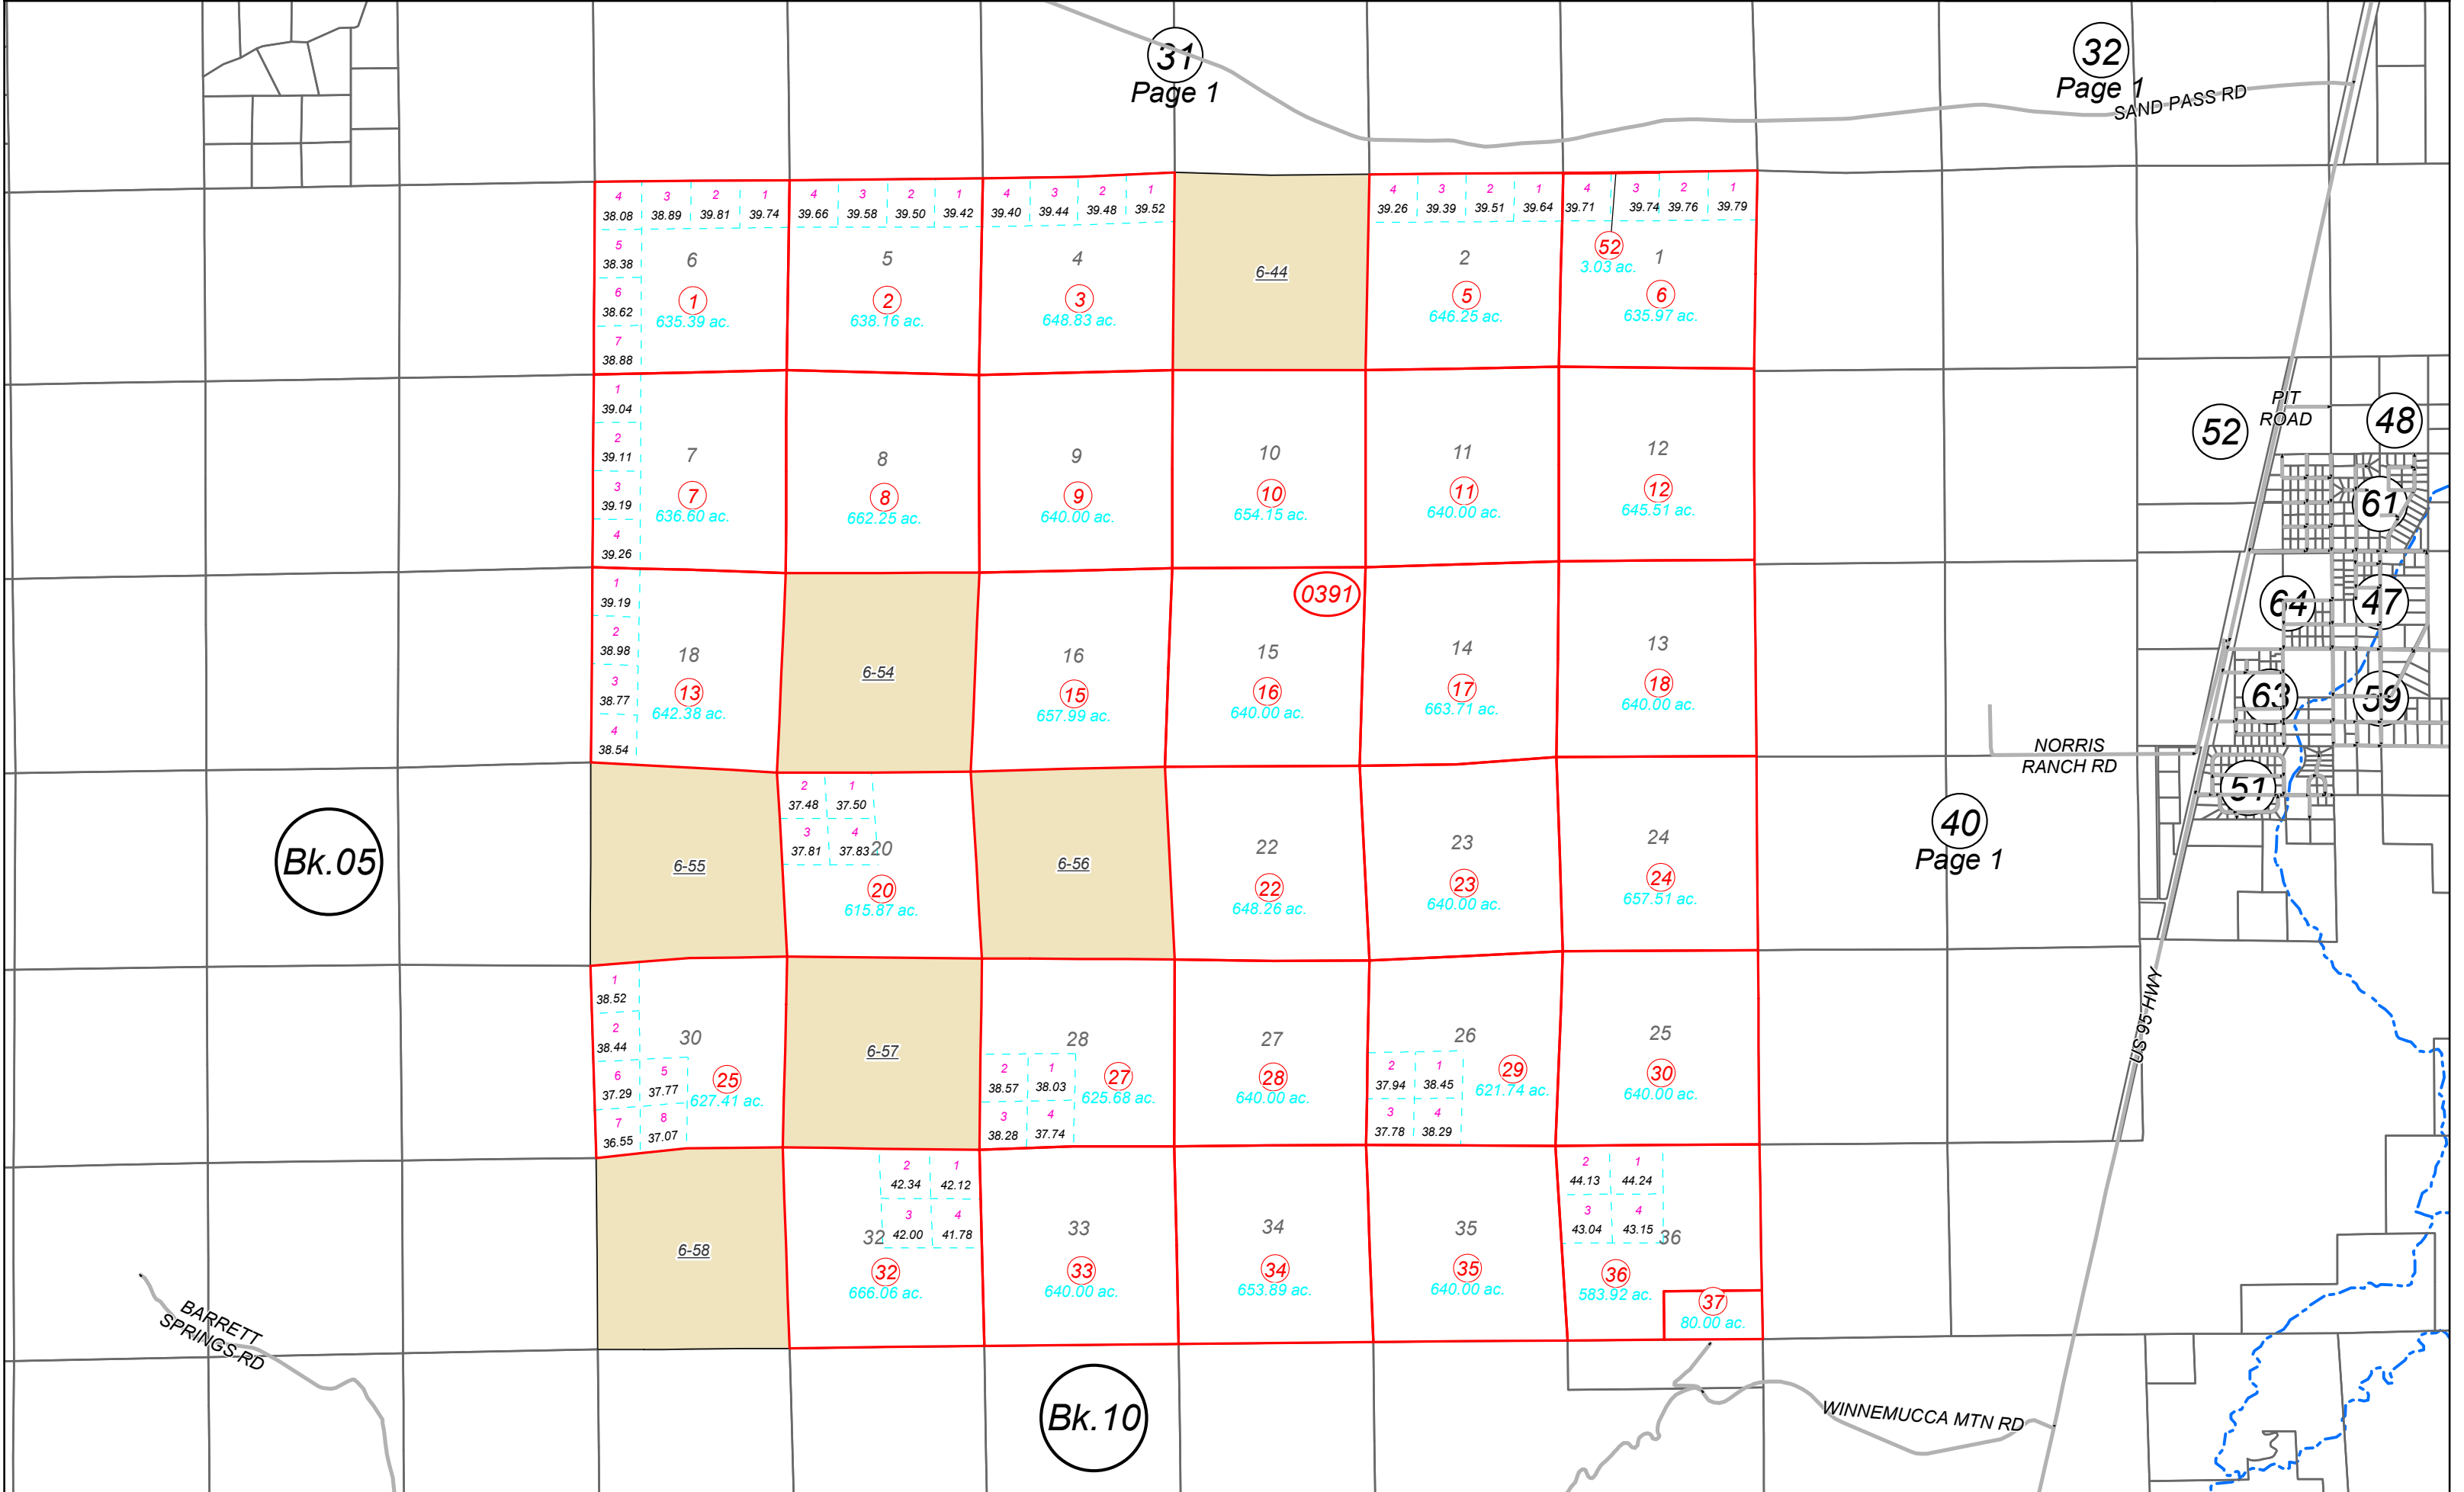 31
Page 1
32
Page 1
SAND PASS RD
4 3 2 1 4 3 2 1 4 3 2 1 4 3 2 1 4 3 2 1
38.08 38.89 39.81 39.74 39.66 39.58 39.50 39.42 39.40 39.44 39.48 39.52 39.26 39.39 39.51 39.64 39.71 39.74 39.76 39.79
5
38.38
6
38.62
7
38.88
6
1
635.39 ac.
5
2
638.16 ac.
4
3
648.83 ac.
6-44
2
5
646.25 ac.
52
3.03 ac.
1
6
635.97 ac.
1
39.04
2
39.11
3
39.19
4
39.26
7
7
636.60 ac.
8
8
662.25 ac.
9
9
640.00 ac.
10
10
654.15 ac.
11
11
640.00 ac.
12
12
645.51 ac.
PIT
ROAD
52
48
61
64
47
63
59
51
1
39.19
2
38.98
3
38.77
4
38.54
18
13
642.38 ac.
6-54
16
15
657.99 ac.
0391
15
16
640.00 ac.
14
17
663.71 ac.
13
18
640.00 ac.
NORRIS
RANCH RD
Bk.05
6-55
2 1
37.48 37.50
3 4
37.81 37.83
20
20
615.87 ac.
6-56
22
22
648.26 ac.
23
23
640.00 ac.
24
24
657.51 ac.
40
Page 1
US 95 HWY
1
38.52
2
38.44
6 5
37.29 37.77
7 8
36.55 37.07
30
25
627.41 ac.
6-57
28
2 1
38.57 38.03
3 4
38.28 37.74
27
625.68 ac.
27
28
640.00 ac.
26
2 1
37.94 38.45
3 4
37.78 38.29
29
621.74 ac.
25
30
640.00 ac.
6-58
2 1
42.34 42.12
3 4
42.00 41.78
32
32
666.06 ac.
33
33
640.00 ac.
34
34
653.89 ac.
35
35
640.00 ac.
2 1
44.13 44.24
3 4
43.04 43.15
36
36
583.92 ac.
37
80.00 ac.
BARRETT
SPRINGS RD
Bk.10
WINNEMUCCA MTN RD